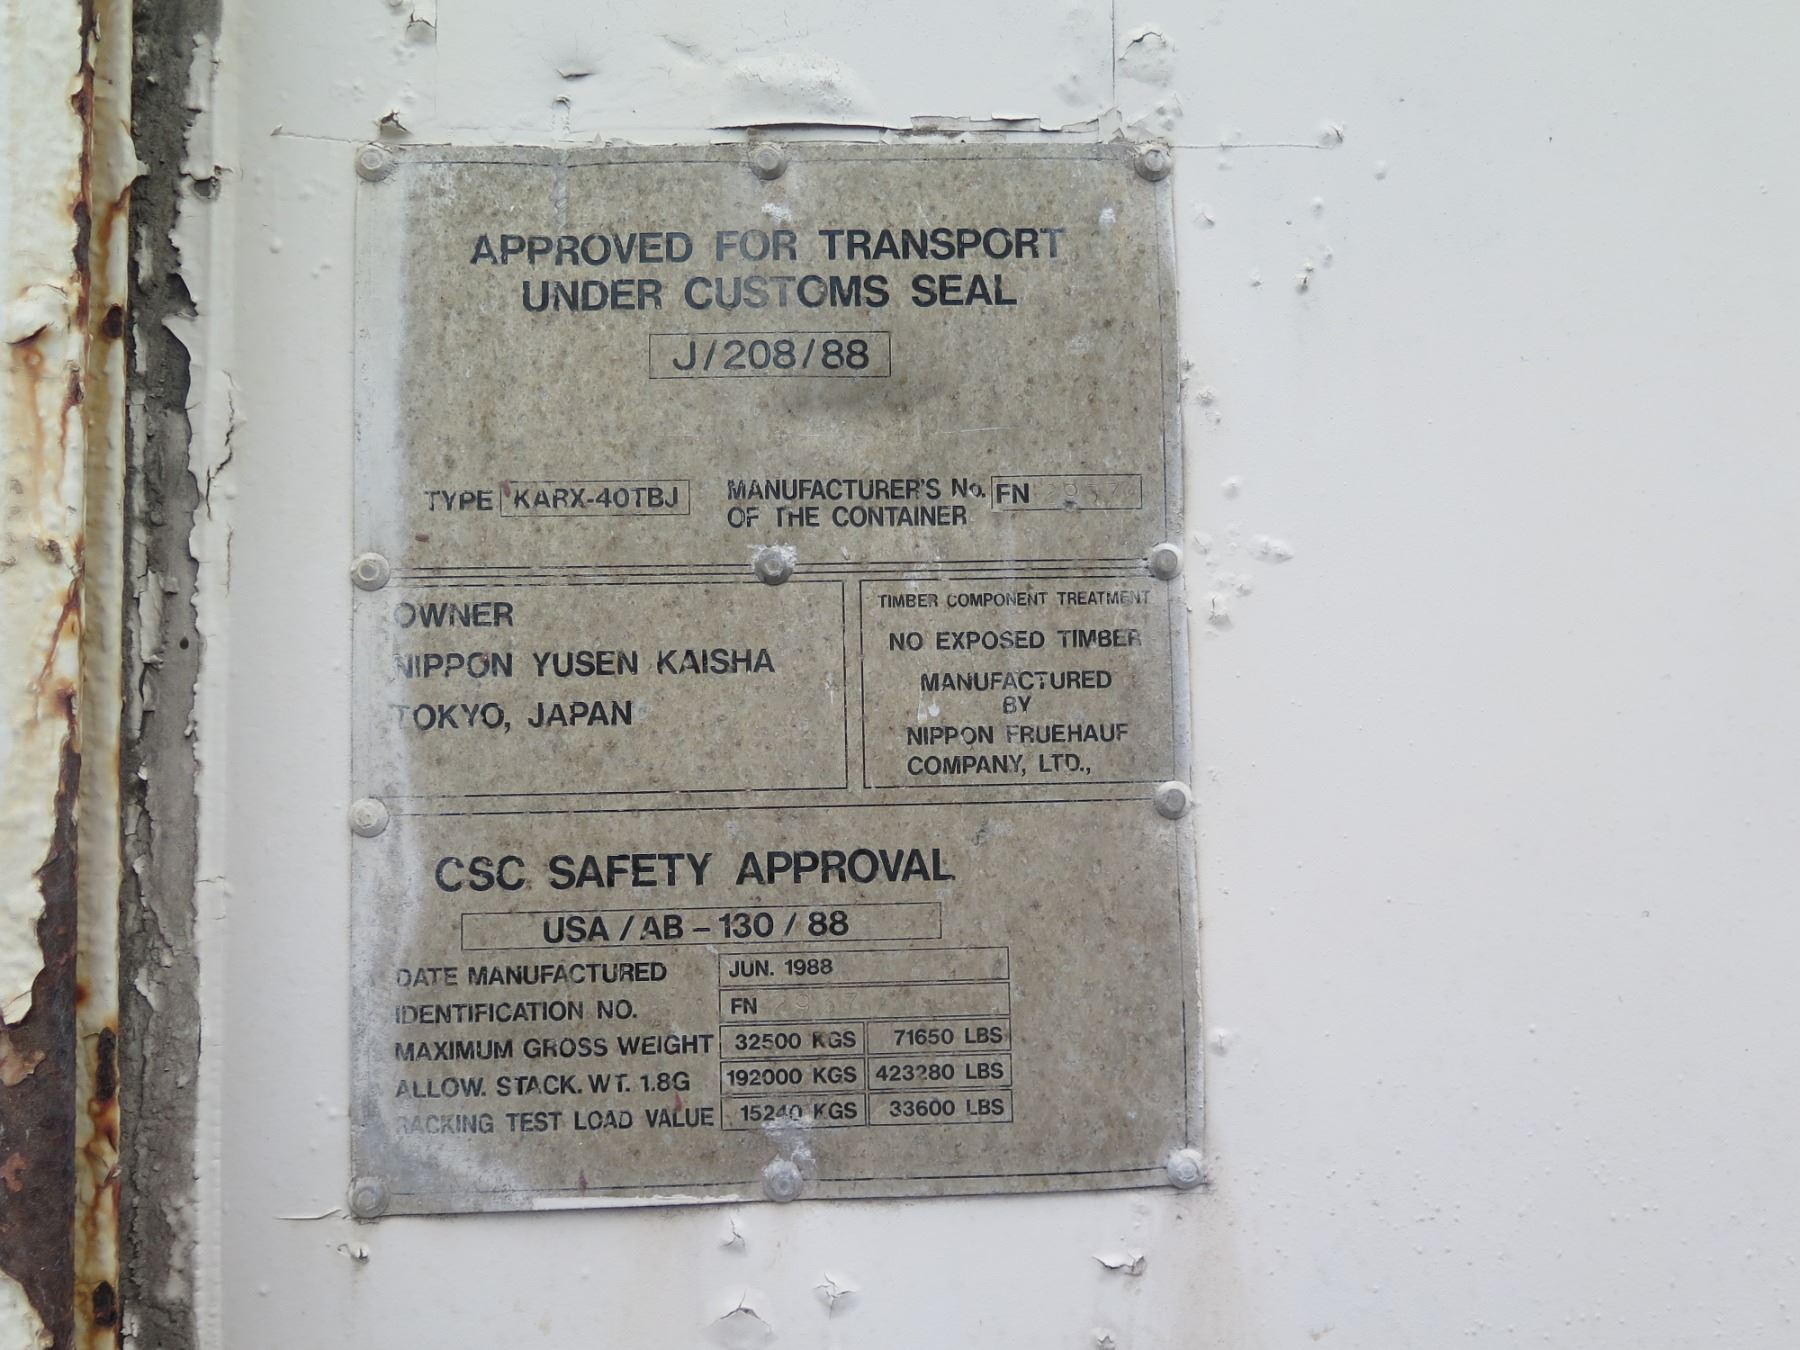 APPROVED FOR TRANSPORT
UNDER CUSTOMS SEAL
J/208/88
TYPE KARX-40TBJ
MANUFACTURER'S No. FN
OF THE CONTAINER
OWNER
NIPPON YUSEN KAISHA
TOKYO, JAPAN
TIMBER COMPONENT TREATMENT
NO EXPOSED TIMBER
MANUFACTURED
BY
NIPPON FRUEHAUF
COMPANY, LTD.,
CSC SAFETY APPROVAL
USA / AB – 130 / 88
DATE MANUFACTURED JUN. 1988
IDENTIFICATION NO. FN
MAXIMUM GROSS WEIGHT 32500 KGS 71650 LBS
ALLOW. STACK. WT. 1.8G 192000 KGS 423280 LBS
RACKING TEST LOAD VALUE 15240 KGS 33600 LBS